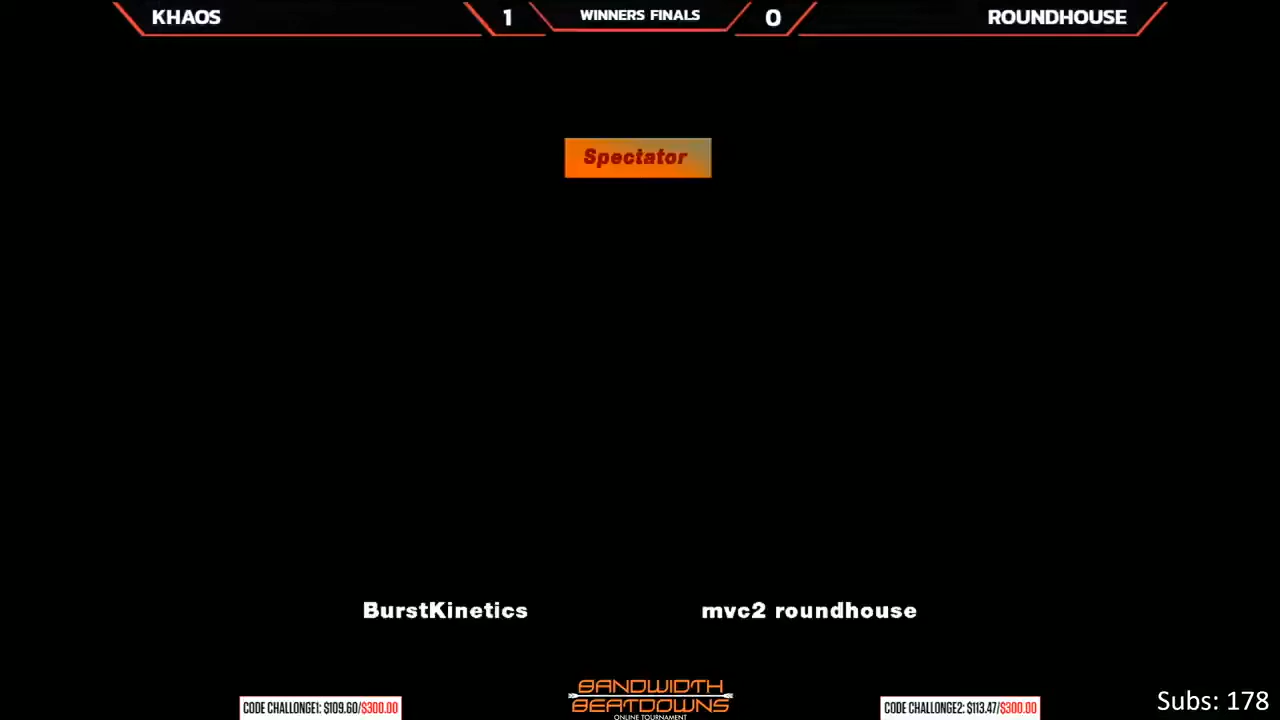 KHAOS
1
WINNERS FINALS
0
ROUNDHOUSE
Spectator
BurstKinetics
mvc2 roundhouse
BANDWIDTH
BEATDOWNS
ONLINE TOURNAMENT
CODE CHALLONGE1: $109.60/$300.00
CODE CHALLONGE2: $113.47/$300.00
Subs: 178